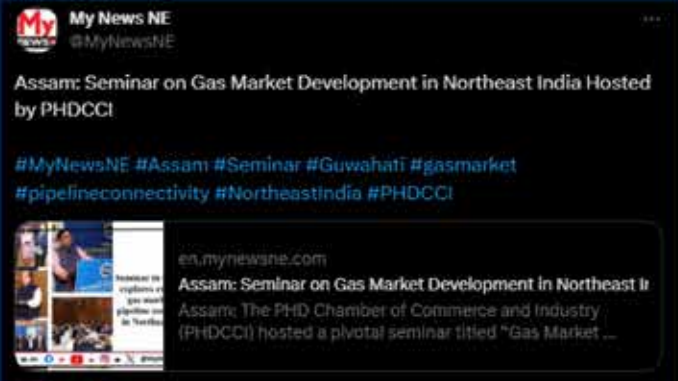 My News NE
@MyNewsNE
Assam: Seminar on Gas Market Development in Northeast India Hosted
by PHDCCI
#MyNewsNE #Assam #Seminar #Guwahati #gasmarket
#pipelineconnectivity #NortheastIndia #PHDCCI
en.mynewsne.com
Assam: Seminar on Gas Market Development in Northeast Ir
Assam: The PHD Chamber of Commerce and Industry
(PHDCCI) hosted a pivotal seminar titled "Gas Market ...